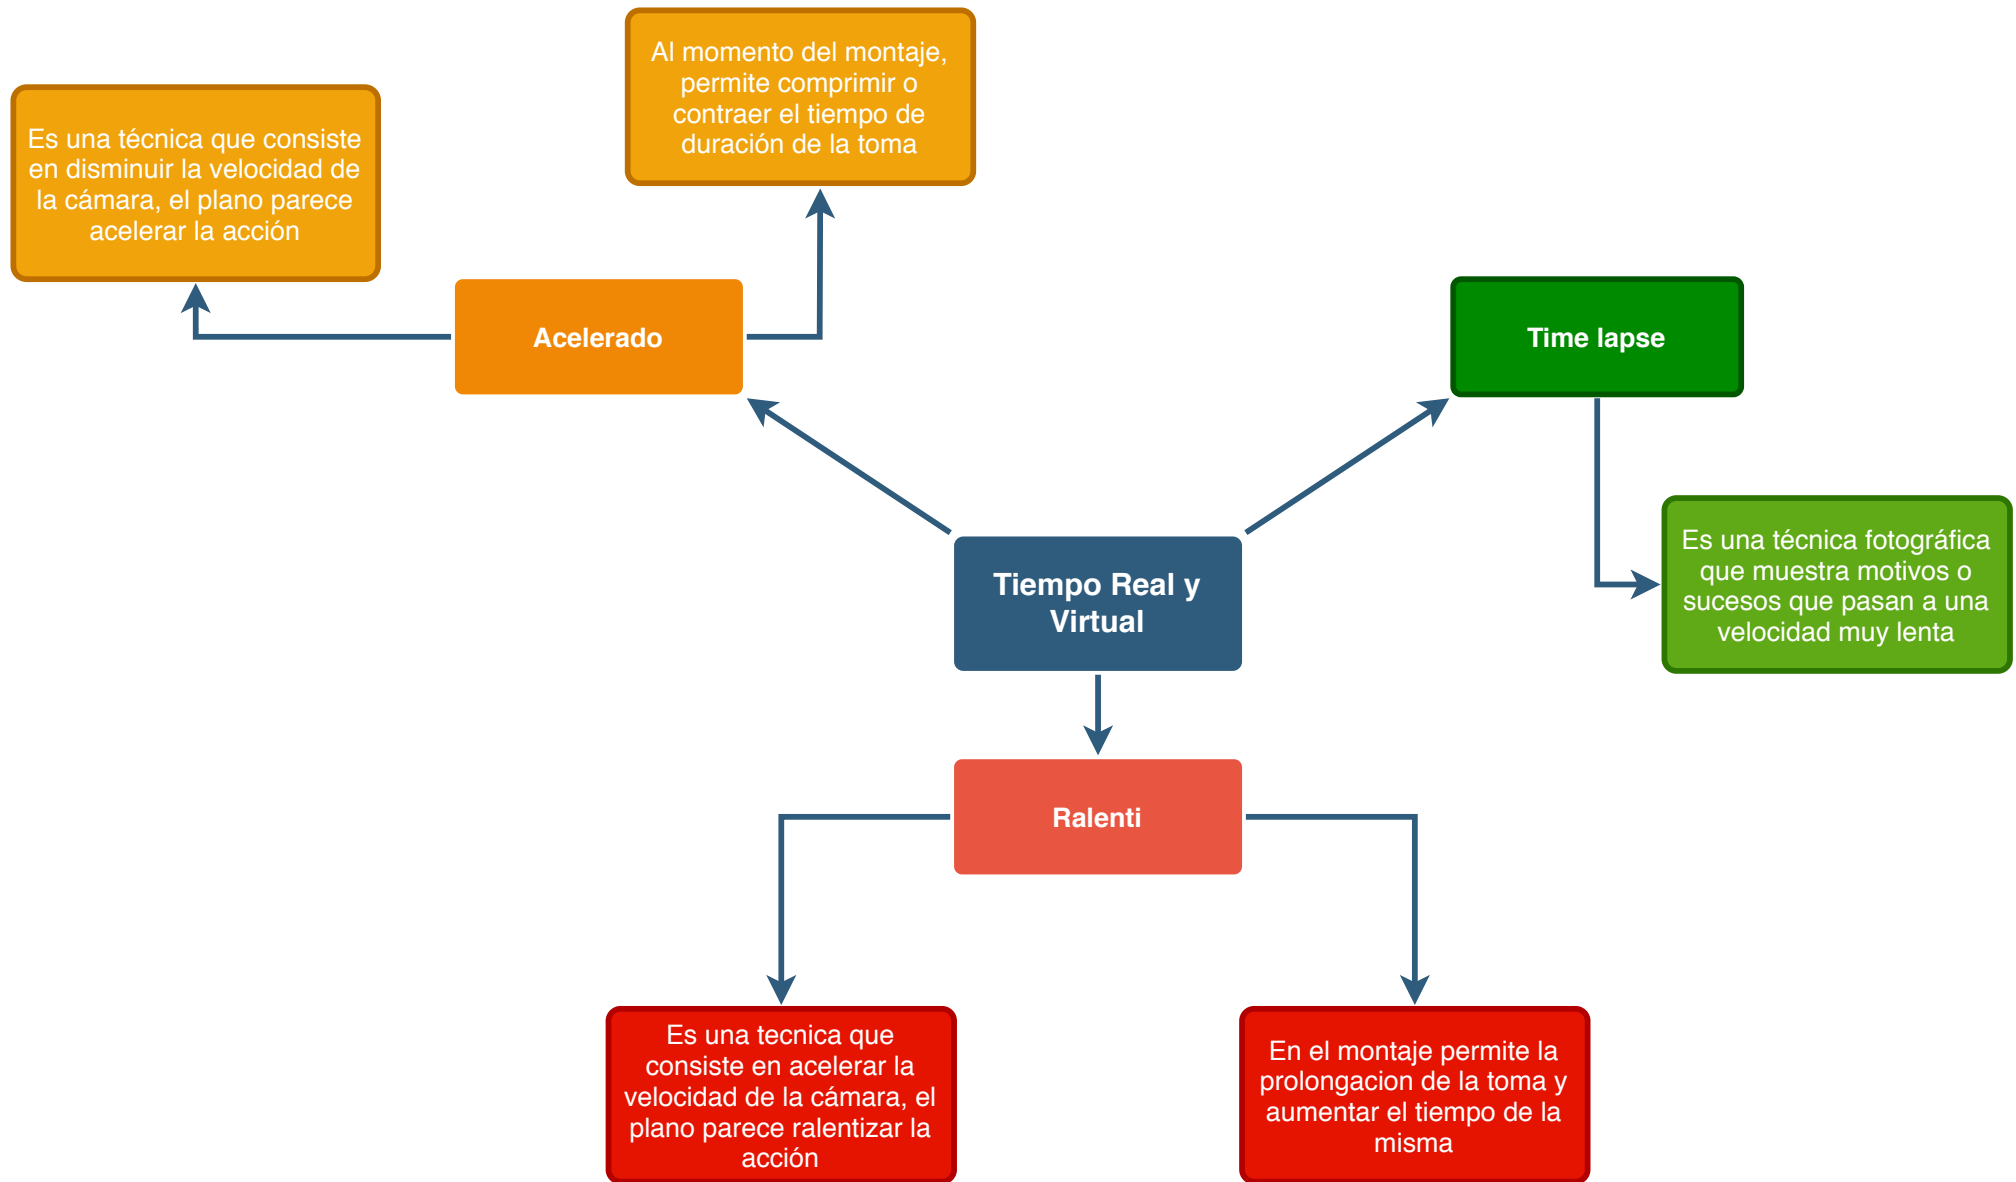 Al momento del montaje,
permite comprimir o
contraer el tiempo de
duración de la toma
Es una técnica que consiste
en disminuir la velocidad de
la cámara, el plano parece
acelerar la acción
Acelerado
Time lapse
Es una técnica fotográfica
que muestra motivos o
sucesos que pasan a una
velocidad muy lenta
Tiempo Real y
Virtual
Ralenti
Es una tecnica que
consiste en acelerar la
velocidad de la cámara, el
plano parece ralentizar la
acción
En el montaje permite la
prolongacion de la toma y
aumentar el tiempo de la
misma